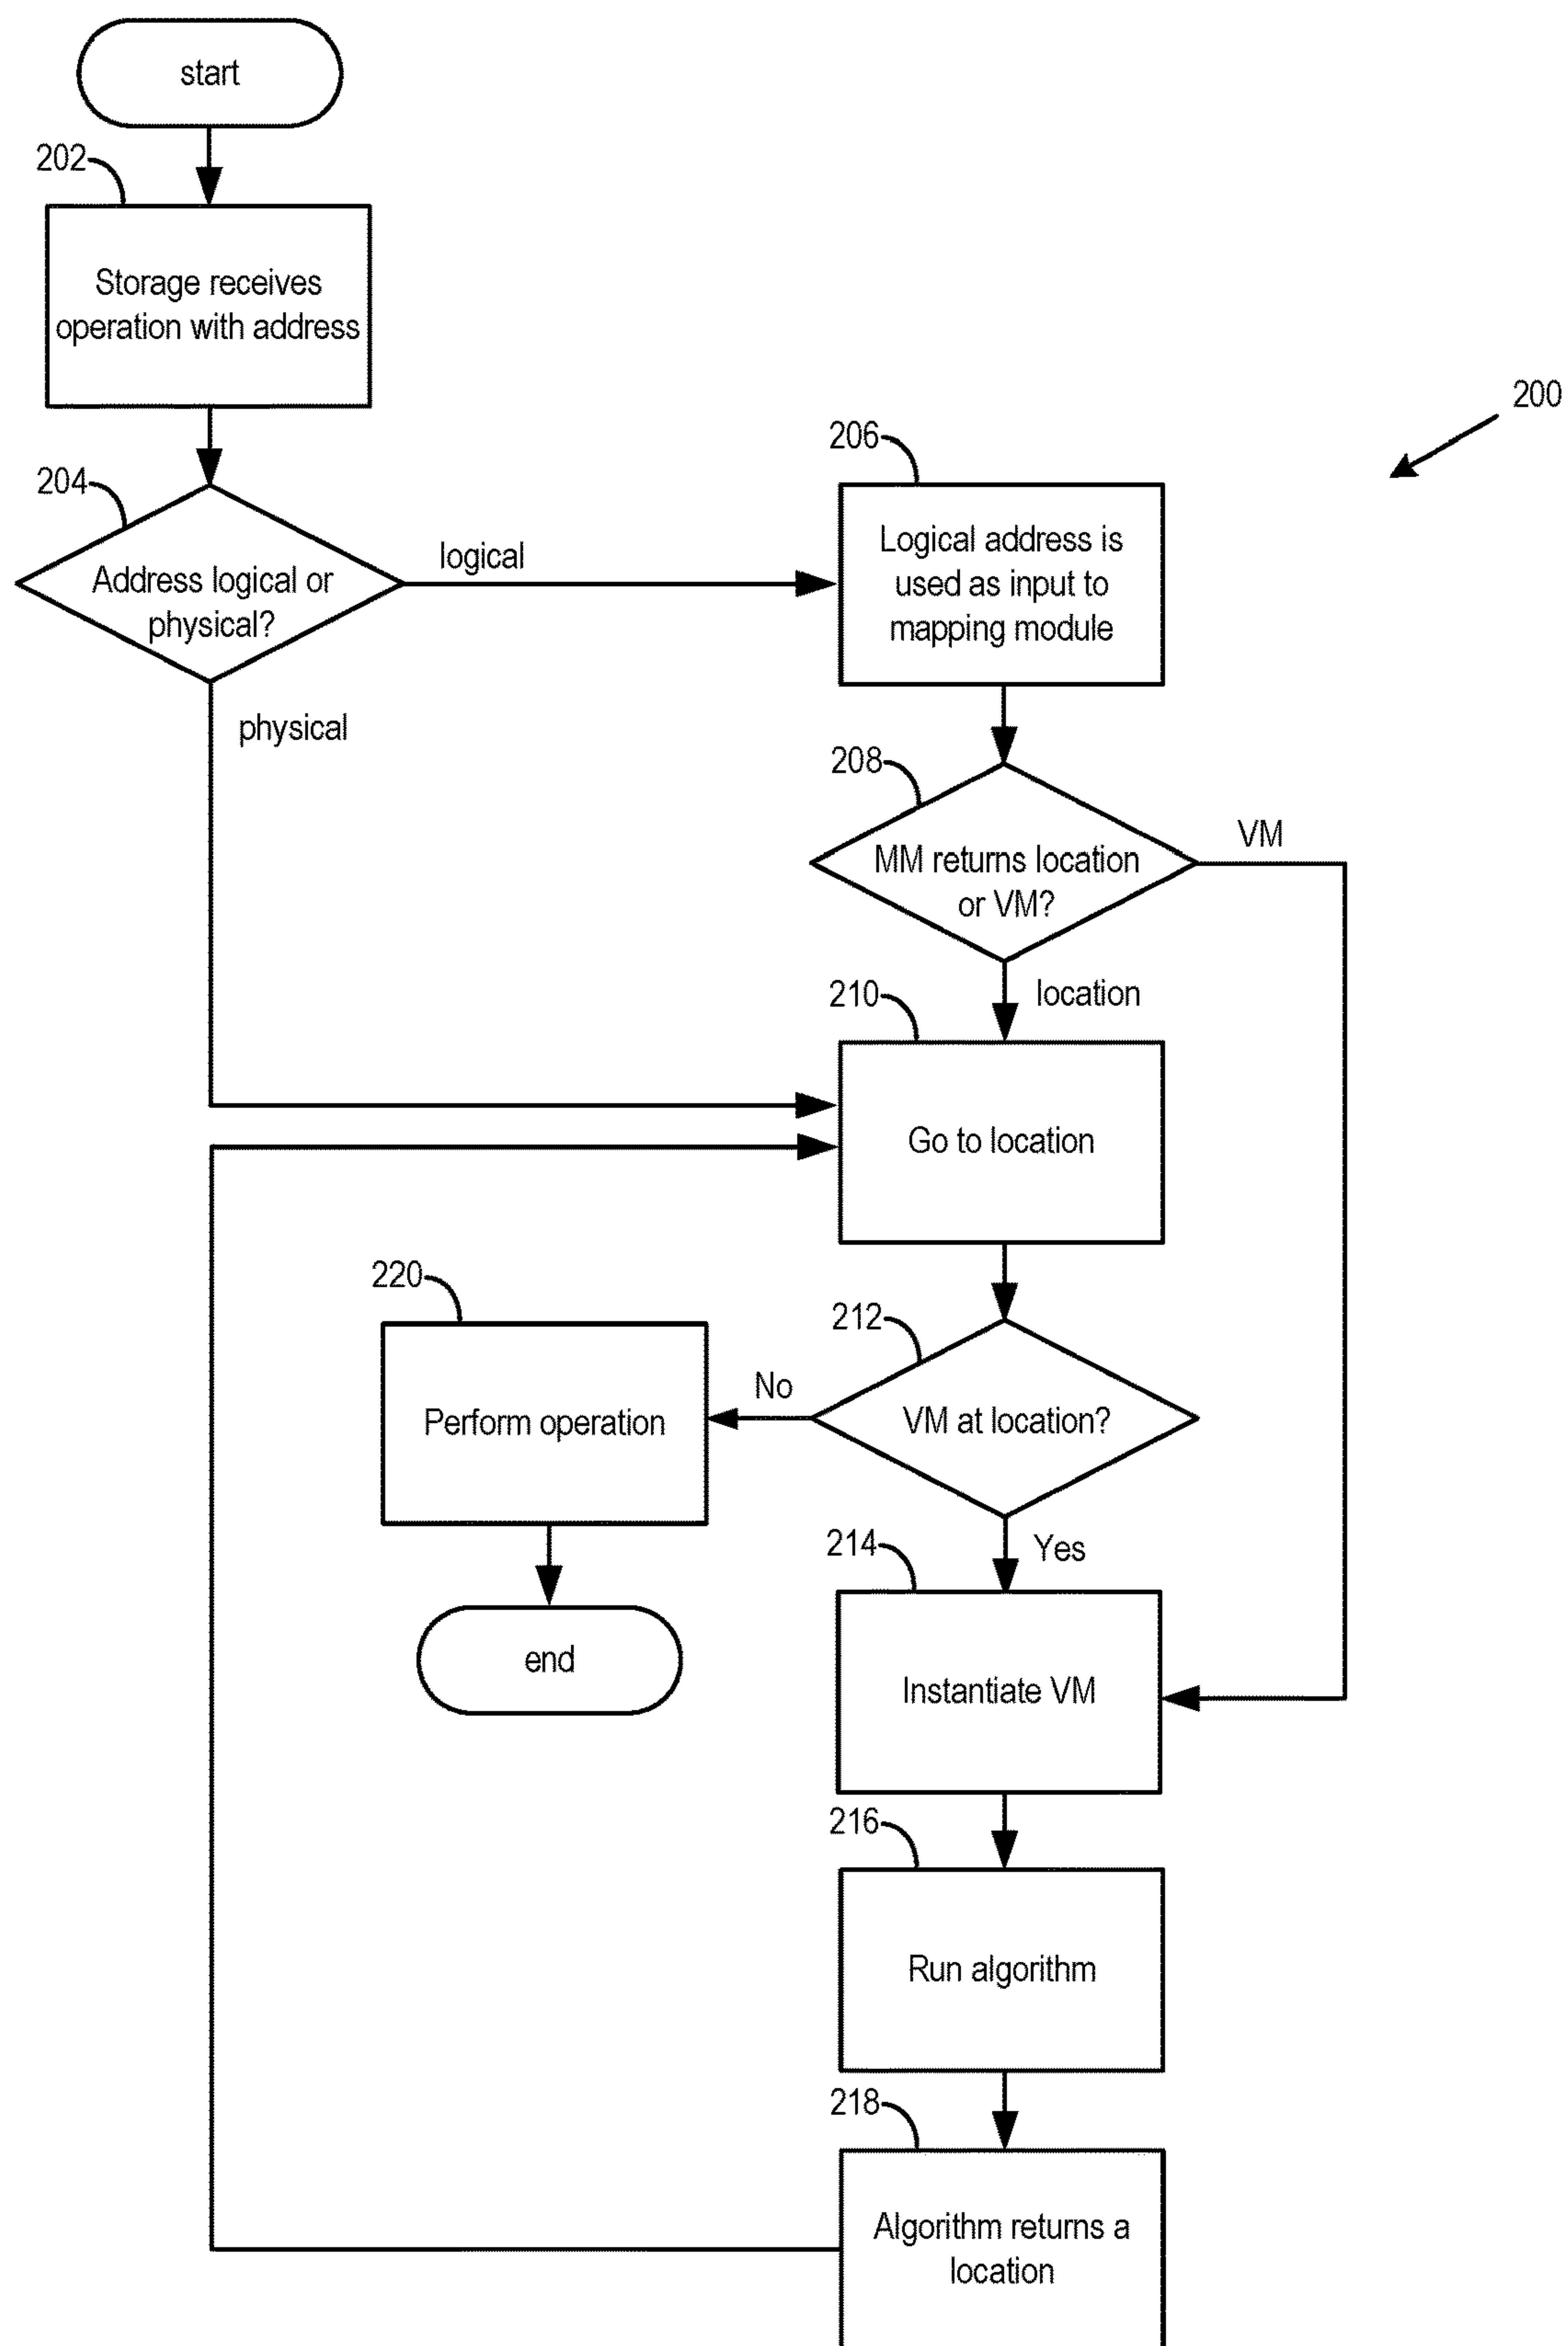 start
202
Storage receives
operation with address
200
204
Address logical or
physical?
logical
physical
206
Logical address is
used as input to
mapping module
208
MM returns location
or VM?
VM
location
210
Go to location
220
Perform operation
No
212
VM at location?
end
214
Yes
Instantiate VM
216
Run algorithm
218
Algorithm returns a
location